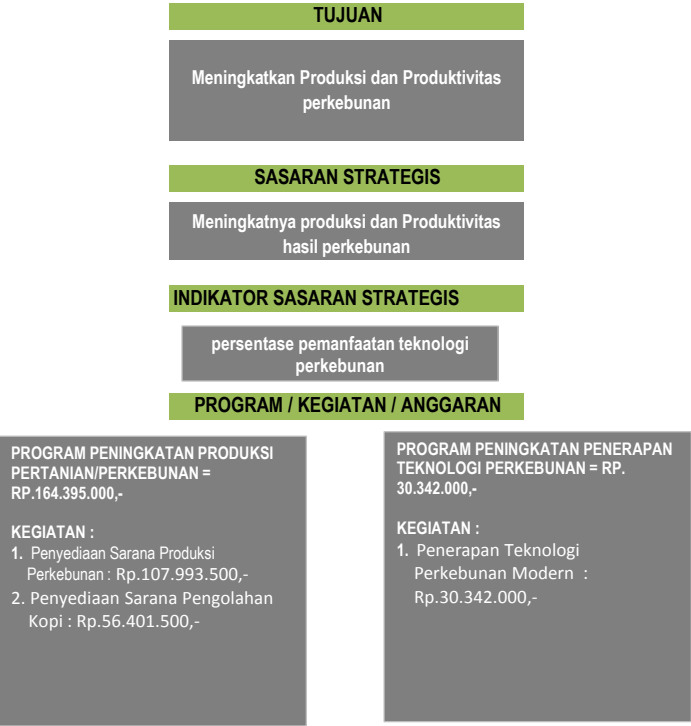 TUJUAN
Meningkatkan Produksi dan Produktivitas
perkebunan
SASARAN STRATEGIS
Meningkatnya produksi dan Produktivitas
hasil perkebunan
INDIKATOR SASARAN STRATEGIS
persentase pemanfaatan teknologi
perkebunan
PROGRAM / KEGIATAN / ANGGARAN
PROGRAM PENINGKATAN PRODUKSI
PERTANIAN/PERKEBUNAN =
RP.164.395.000,-
KEGIATAN :
1. Penyediaan Sarana Produksi
Perkebunan : Rp.107.993.500,-
2. Penyediaan Sarana Pengolahan
Kopi : Rp.56.401.500,-
PROGRAM PENINGKATAN PENERAPAN
TEKNOLOGI PERKEBUNAN = RP.
30.342.000,-
KEGIATAN :
1. Penerapan Teknologi
Perkebunan Modern :
Rp.30.342.000,-